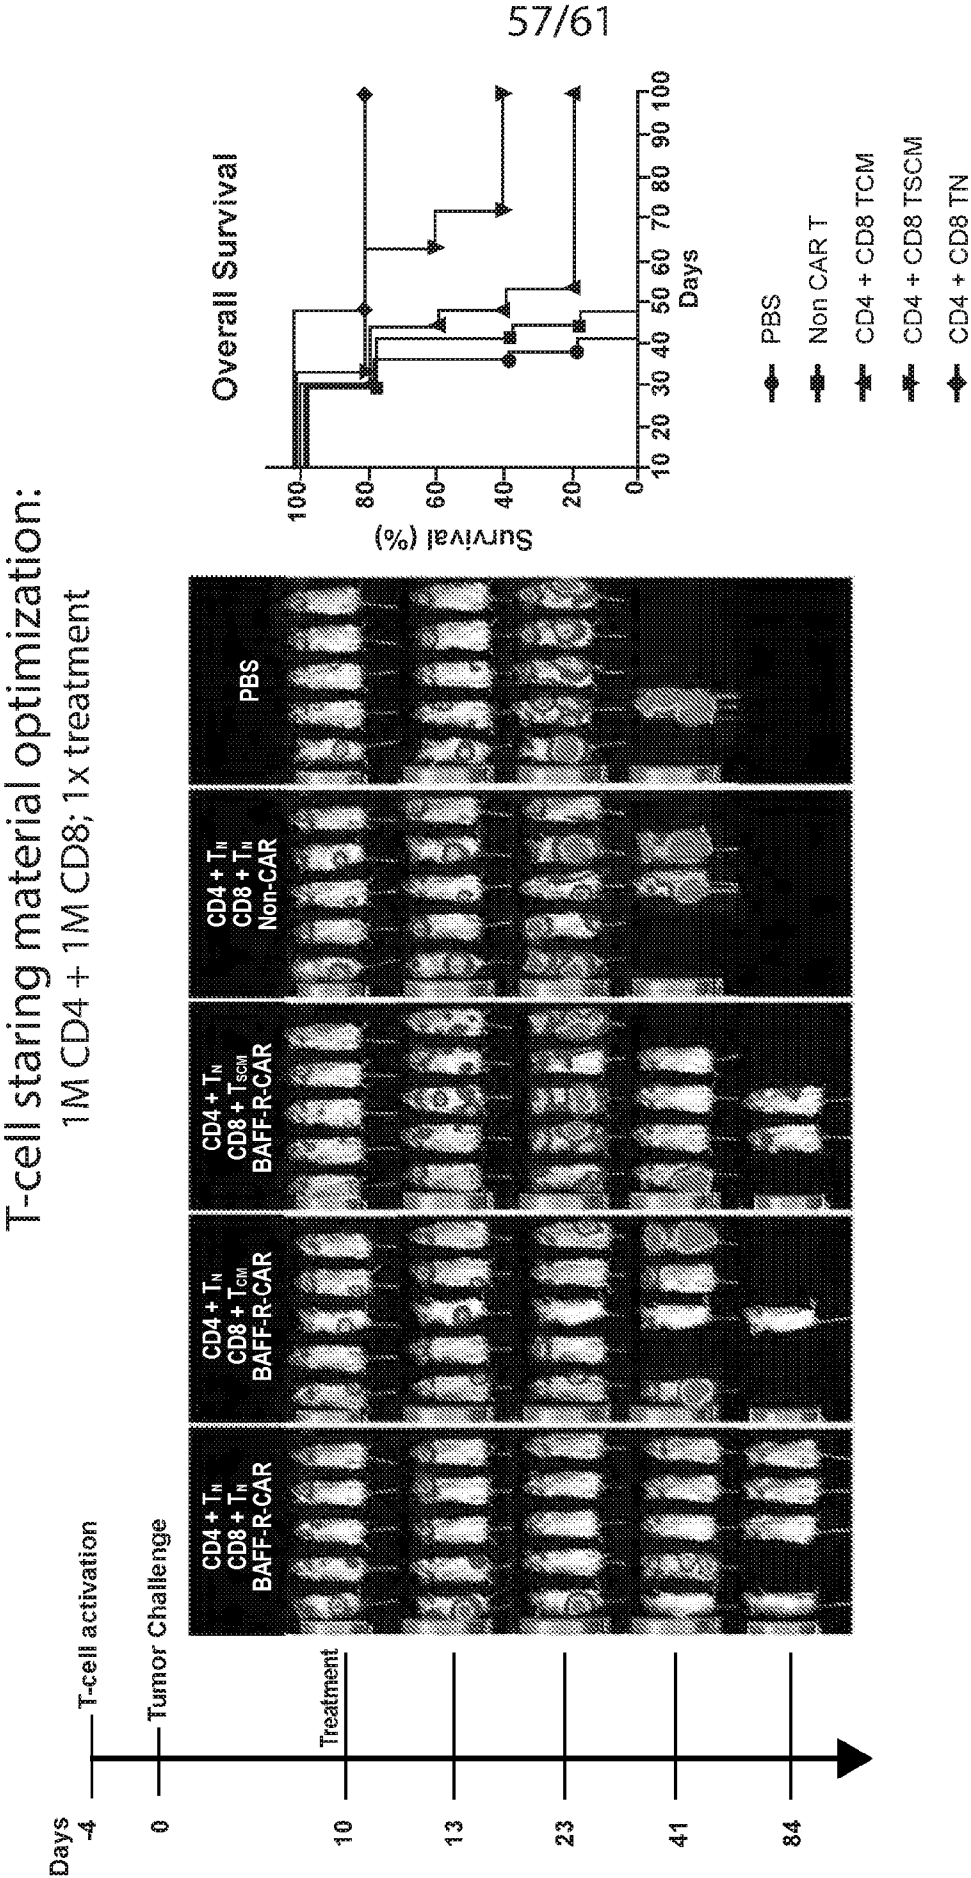 57/61
T-cell staring material optimization:
1M CD4 + 1M CD8; 1x treatment
Days
-4
T-cell activation
0
Tumor Challenge
Treatment
10
13
23
41
84
CD4 + TN
CD8 + TN
BAFF-R-CAR
CD4 + TN
CD8 + TCM
BAFF-R-CAR
CD4 + TN
CD8 + TSCM
BAFF-R-CAR
CD4 + TN
CD8 + TN
Non-CAR
PBS
Overall Survival
Survival (%)
100
80
60
40
20
0
10 20 30 40 50 60 70 80 90 100
Days
PBS
Non CAR T
CD4 + CD8 TCM
CD4 + CD8 TSCM
CD4 + CD8 TN